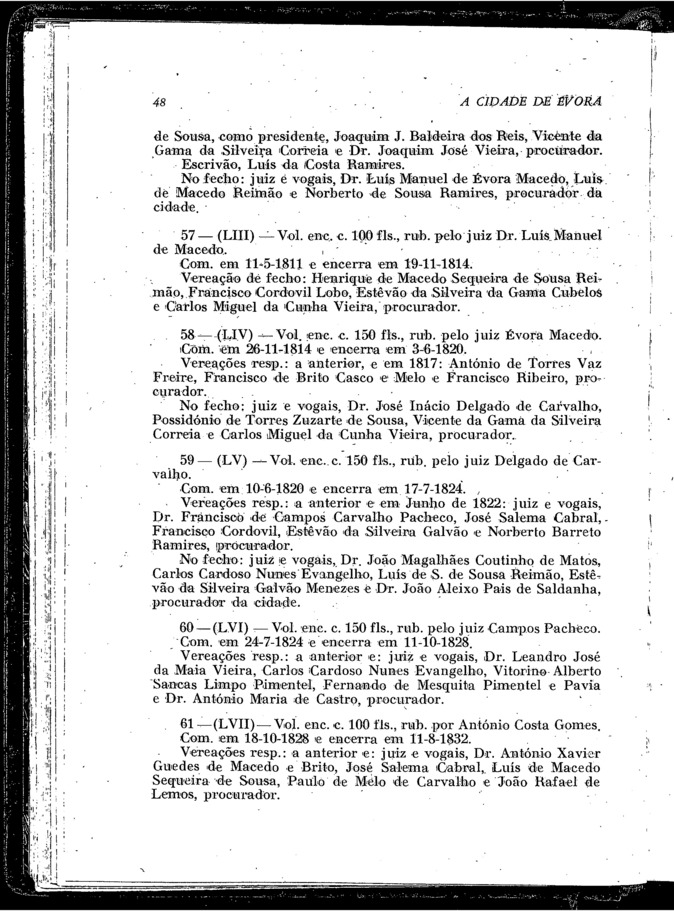 48 A CIDADE DE ÉVORA
de Sousa, como presidente, Joaquim J. Baldeira dos Reis, Vicente da
Gama da Silveira Correia e Dr. Joaquim José Vieira, procurador.
Escrivão, Luís da Costa Ramires.
No fecho: juiz e vogais, Dr. Luís Manuel de Évora Macedo, Luís
de Macedo Reimão e Norberto de Sousa Ramires, procurador da
cidade.
57 — (LIII) — Vol. enc. c. 100 fls., rub. pelo juiz Dr. Luís Manuel
de Macedo.
Com. em 11-5-1811 e encerra em 19-11-1814.
Vereação de fecho: Henrique de Macedo Sequeira de Sousa Rei-
mão, Francisco Cordovil Lobo, Estêvão da Silveira da Gama Cubelos
e Carlos Miguel da Cunha Vieira, procurador.
58 — (LIV) — Vol. enc. c. 150 fls., rub. pelo juiz Évora Macedo.
Com. em 26-11-1814 e encerra em 3-6-1820.
Vereações resp.: a anterior, e em 1817: António de Torres Vaz
Freire, Francisco de Brito Casco e Melo e Francisco Ribeiro, pro-
curador.
No fecho: juiz e vogais, Dr. José Inácio Delgado de Carvalho,
Possidónio de Torres Zuzarte de Sousa, Vicente da Gama da Silveira
Correia e Carlos Miguel da Cunha Vieira, procurador.
59 — (LV) — Vol. enc. c. 150 fls., rub. pelo juiz Delgado de Car-
valho.
Com. em 10-6-1820 e encerra em 17-7-1824.
Vereações resp.: a anterior e em Junho de 1822: juiz e vogais,
Dr. Francisco de Campos Carvalho Pacheco, José Salema Cabral,
Francisco Cordovil, Estêvão da Silveira Galvão e Norberto Barreto
Ramires, procurador.
No fecho: juiz e vogais, Dr. João Magalhães Coutinho de Matos,
Carlos Cardoso Nunes Evangelho, Luís de S. de Sousa Reimão, Estê-
vão da Silveira Galvão Menezes e Dr. João Aleixo Pais de Saldanha,
procurador da cidade.
60 — (LVI) — Vol. enc. c. 150 fls., rub. pelo juiz Campos Pacheco.
Com. em 24-7-1824 e encerra em 11-10-1828.
Vereações resp.: a anterior e: juiz e vogais, Dr. Leandro José
da Maia Vieira, Carlos Cardoso Nunes Evangelho, Vitorino Alberto
Sancas Limpo Pimentel, Fernando de Mesquita Pimentel e Pavia
e Dr. António Maria de Castro, procurador.
61 — (LVII) — Vol. enc. c. 100 fls., rub. por António Costa Gomes.
Com. em 18-10-1828 e encerra em 11-8-1832.
Vereações resp.: a anterior e: juiz e vogais, Dr. António Xavier
Guedes de Macedo e Brito, José Salema Cabral, Luís de Macedo
Sequeira de Sousa, Paulo de Melo de Carvalho e João Rafael de
Lemos, procurador.